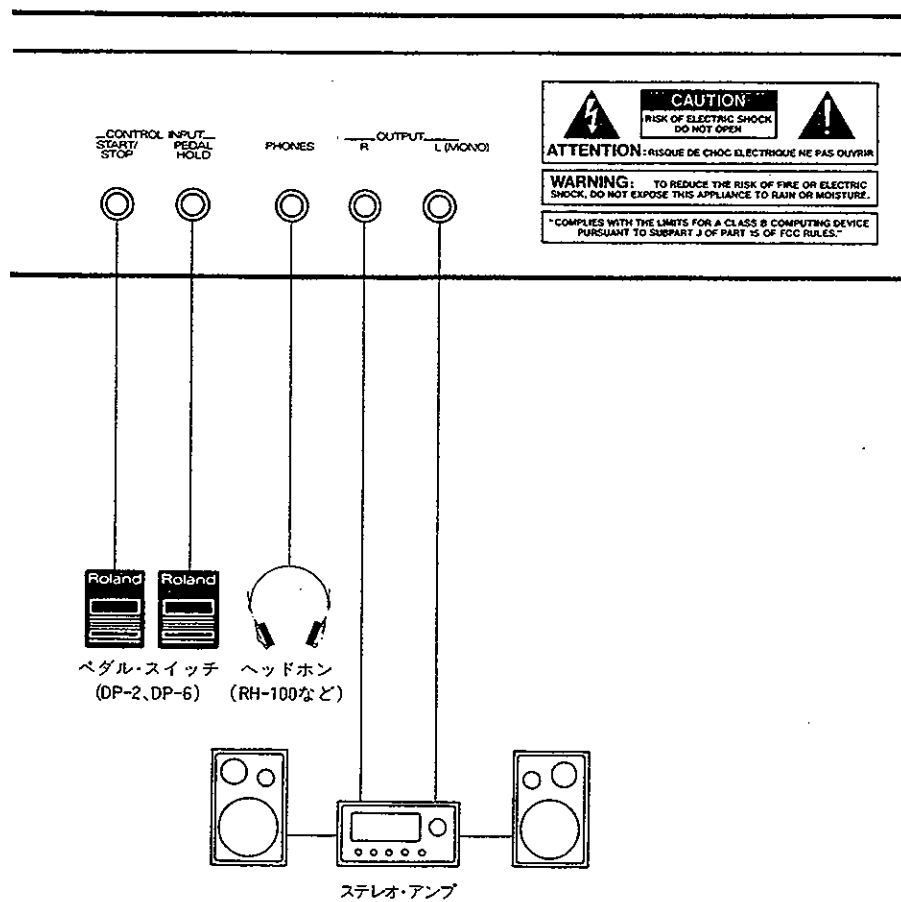 CONTROL INPUT
START/
STOP
PEDAL
HOLD
PHONES
OUTPUT
R
L (MONO)
CAUTION
RISK OF ELECTRIC SHOCK
DO NOT OPEN
ATTENTION: RISQUE DE CHOC ELECTRIQUE NE PAS OUVRIR
WARNING: TO REDUCE THE RISK OF FIRE OR ELECTRIC
SHOCK, DO NOT EXPOSE THIS APPLIANCE TO RAIN OR MOISTURE.
"COMPLIES WITH THE LIMITS FOR A CLASS B COMPUTING DEVICE
PURSUANT TO SUBPART J OF PART 15 OF FCC RULES."
Roland
Roland
ペダル・スイッチ
(DP-2、DP-6)
ヘッドホン
(RH-100など)
ステレオ・アンプ